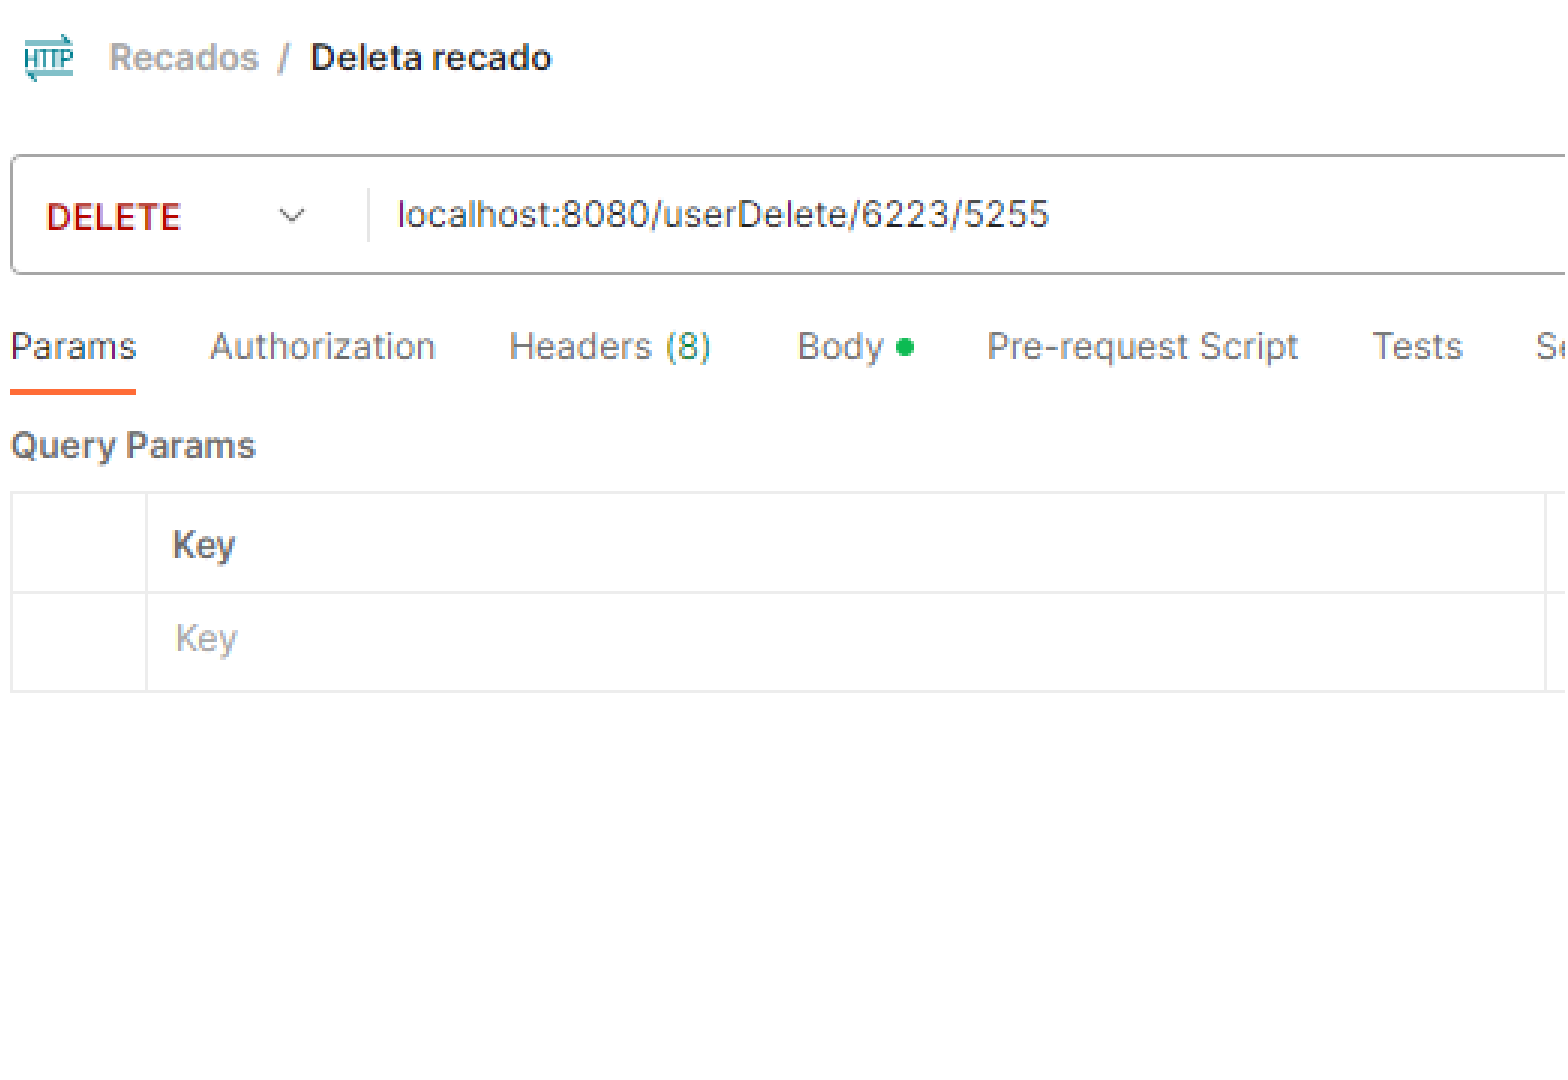 HTTP Recados / Deleta recado
DELETE localhost:8080/userDelete/6223/5255
Params Authorization Headers (8) Body Pre-request Script Tests
Query Params
Key
Key